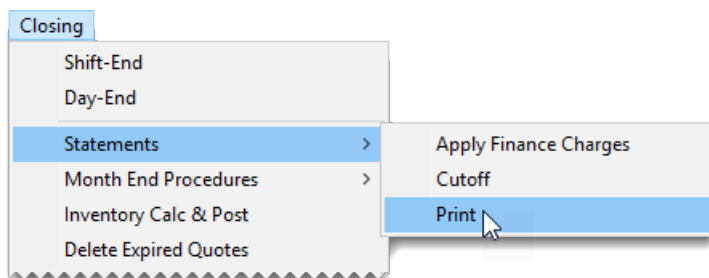 Closing
Shift-End
Day-End
Statements
Month End Procedures
Inventory Calc & Post
Delete Expired Quotes
Apply Finance Charges
Cutoff
Print